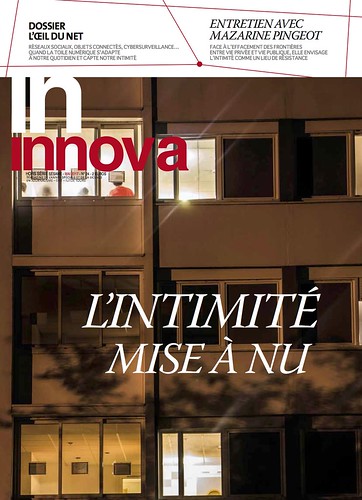 DOSSIER
L'ŒIL DU NET
RÉSEAUX SOCIAUX, OBJETS CONNECTÉS, CYBERSURVEILLANCE...
QUAND LA TOILE NUMÉRIQUE S'ADAPTE
À NOTRE QUOTIDIEN ET CAPTE NOTRE INTIMITÉ
ENTRETIEN AVEC
MAZARINE PINGEOT
FACE À L'EFFACEMENT DES FRONTIÈRES
ENTRE VIE PRIVÉE ET VIE PUBLIQUE, ELLE ENVISAGE
L'INTIMITÉ COMME UN LIEU DE RÉSISTANCE
in
innova
L'INTIMITÉ
MISE À NU